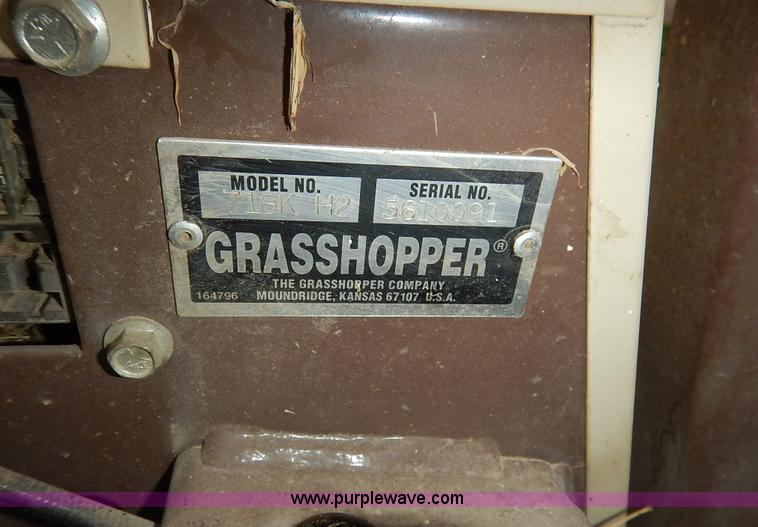 MODEL NO. SERIAL NO.
718K H2 5610091
GRASSHOPPER®
THE GRASSHOPPER COMPANY
164796 MOUNDRIDGE, KANSAS 67107 U.S.A.
www.purplewave.com